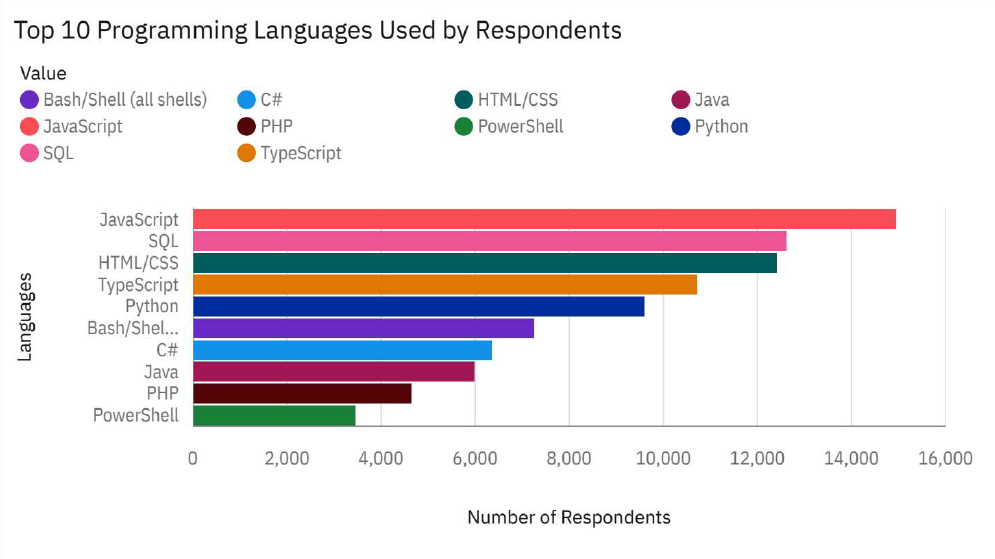 Top 10 Programming Languages Used by Respondents
Value
Bash/Shell (all shells) C# HTML/CSS Java
JavaScript PHP PowerShell Python
SQL TypeScript
JavaScript
SQL
HTML/CSS
TypeScript
Python
Bash/Shel...
C#
Java
PHP
PowerShell
Languages
0 2,000 4,000 6,000 8,000 10,000 12,000 14,000 16,000
Number of Respondents